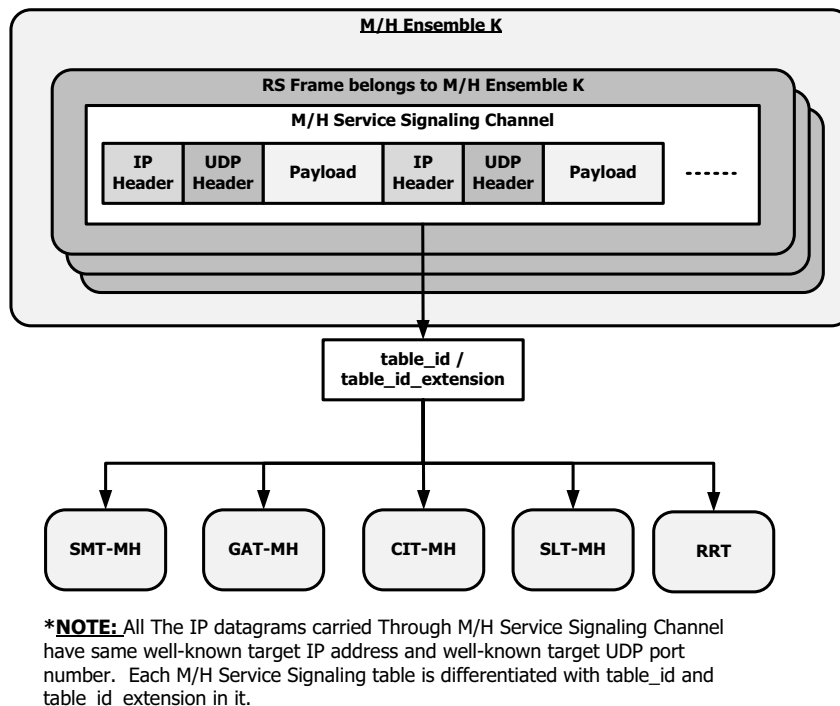 M/H Ensemble K
RS Frame belongs to M/H Ensemble K
M/H Service Signaling Channel
IP
Header
UDP
Header
Payload
IP
Header
UDP
Header
Payload
------
table_id /
table_id_extension
SMT-MH
GAT-MH
CIT-MH
SLT-MH
RRT
*NOTE: All The IP datagrams carried Through M/H Service Signaling Channel
have same well-known target IP address and well-known target UDP port
number. Each M/H Service Signaling table is differentiated with table_id and
table_id_extension in it.